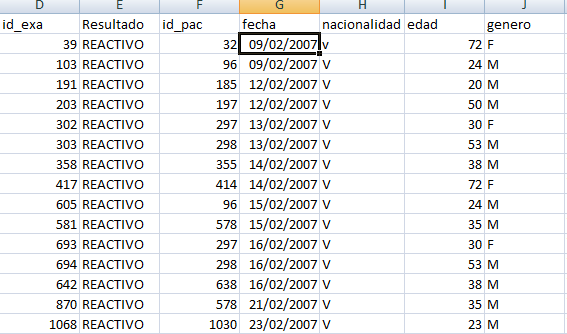 D E F G H I J
id_exa Resultado id_pac fecha nacionalidad edad genero
39 REACTIVO 32 09/02/2007 v 72 F
103 REACTIVO 96 09/02/2007 V 24 M
191 REACTIVO 185 12/02/2007 V 20 M
203 REACTIVO 197 12/02/2007 V 50 M
302 REACTIVO 297 13/02/2007 V 30 F
303 REACTIVO 298 13/02/2007 V 53 M
358 REACTIVO 355 14/02/2007 V 38 M
417 REACTIVO 414 14/02/2007 V 72 F
605 REACTIVO 96 15/02/2007 V 24 M
581 REACTIVO 578 15/02/2007 V 35 M
693 REACTIVO 297 16/02/2007 V 30 F
694 REACTIVO 298 16/02/2007 V 53 M
642 REACTIVO 638 16/02/2007 V 38 M
870 REACTIVO 578 21/02/2007 V 35 M
1068 REACTIVO 1030 23/02/2007 V 23 M